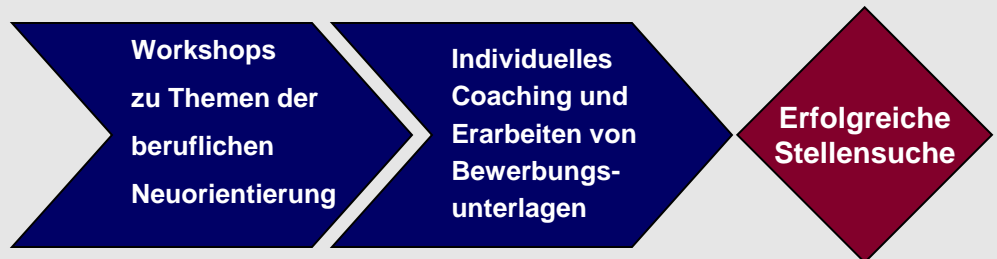 Workshops
zu Themen der
beruflichen
Neuorientierung
Individuelles
Coaching und
Erarbeiten von
Bewerbungs-
unterlagen
Erfolgreiche
Stellensuche